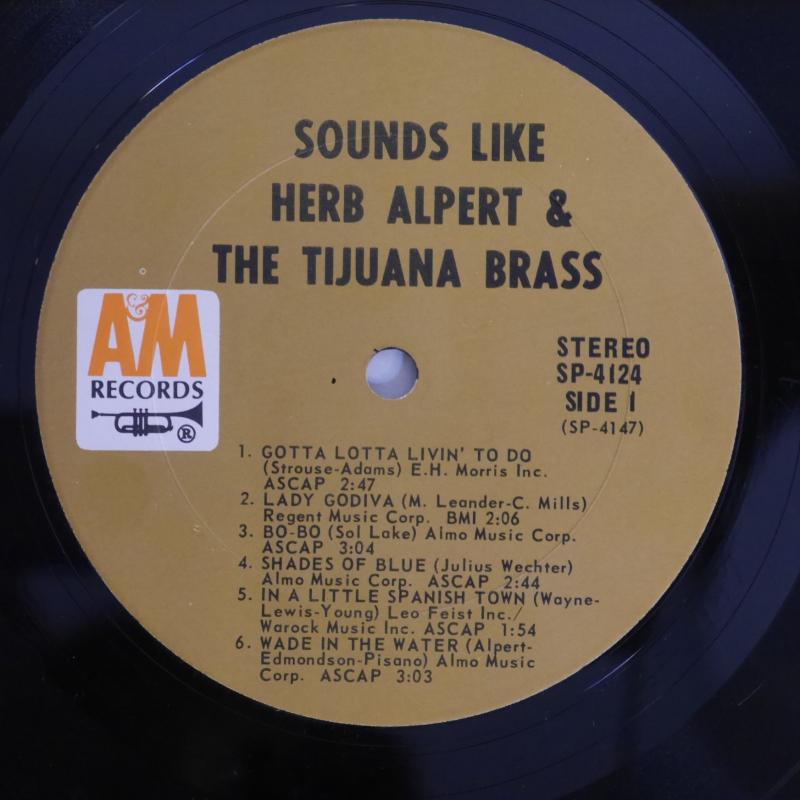 SOUNDS LIKE
HERB ALPERT &
THE TIJUANA BRASS
A&M
RECORDS
®
STEREO
SP-4124
SIDE 1
(SP-4147)
1. GOTTA LOTTA LIVIN' TO DO
(Strouse-Adams) E.H. Morris Inc.
ASCAP 2:47
2. LADY GODIVA (M. Leander-C. Mills)
Regent Music Corp. BMI 2:06
3. BO-BO (Sol Lake) Almo Music Corp.
ASCAP 3:04
4. SHADES OF BLUE (Julius Wechter)
Almo Music Corp. ASCAP 2:44
5. IN A LITTLE SPANISH TOWN (Wayne-
Lewis-Young) Leo Feist Inc./
Warock Music Inc. ASCAP 1:54
6. WADE IN THE WATER (Alpert-
Edmondson-Pisano) Almo Music
Corp. ASCAP 3:03